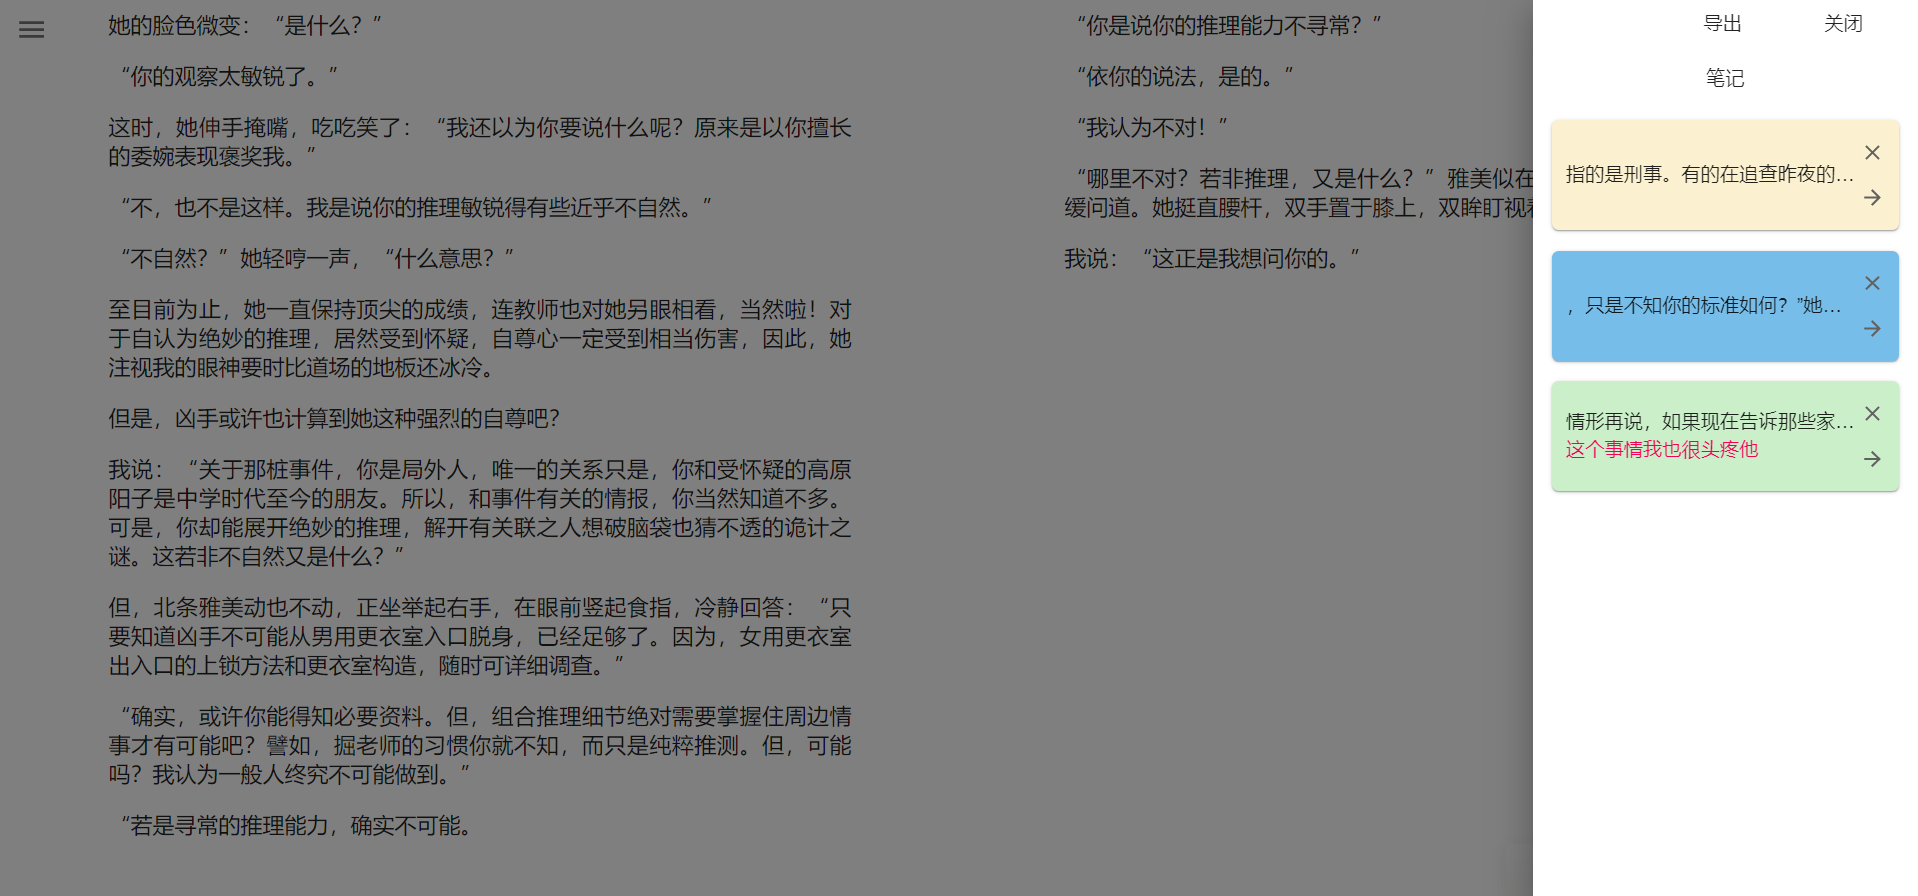 她的脸色微变：“是什么？”
“你的观察太敏锐了。”
这时，她伸手掩嘴，吃吃笑了：“我还以为你要说什么呢？原来是以你擅长
的委婉表现褒奖我。”
“不，也不是这样。我是说你的推理敏锐得有些近乎不自然。”
“不自然？”她轻哼一声，“什么意思？”
至目前为止，她一直保持顶尖的成绩，连教师也对她另眼相看，当然啦！对
于自认为绝妙的推理，居然受到怀疑，自尊心一定受到相当伤害，因此，她
注视我的眼神要时比道场的地板还冰冷。
但是，凶手或许也计算到她这种强烈的自尊吧？
我说：“关于那桩事件，你是局外人，唯一的关系只是，你和受怀疑的高原
阳子是中学时代至今的朋友。所以，和事件有关的情报，你当然知道不多。
可是，你却能展开绝妙的推理，解开有关联之人想破脑袋也猜不透的诡计之
谜。这若非不自然又是什么？”
但，北条雅美动也不动，正坐举起右手，在眼前竖起食指，冷静回答：“只
要知道凶手不可能从男用更衣室入口脱身，已经足够了。因为，女用更衣室
出入口的上锁方法和更衣室构造，随时可详细调查。”
“确实，或许你能得知必要资料。但，组合推理细节绝对需要掌握住周边情
事才有可能吧？譬如，掘老师的习惯你就不知，而只是纯粹推测。但，可能
吗？我认为一般人终究不可能做到。”
“若是寻常的推理能力，确实不可能。
“你是说你的推理能力不寻常？”
“依你的说法，是的。”
“我认为不对！”
“哪里不对？若非推理，又是什么？”雅美似在
缓问道。她挺直腰杆，双手置于膝上，双眸盯视
我说：“这正是我想问你的。”
导出 关闭
笔记
指的是刑事。有的在追查昨夜的…
，只是不知你的标准如何？”她…
情形再说，如果现在告诉那些家…
这个事情我也很头疼他